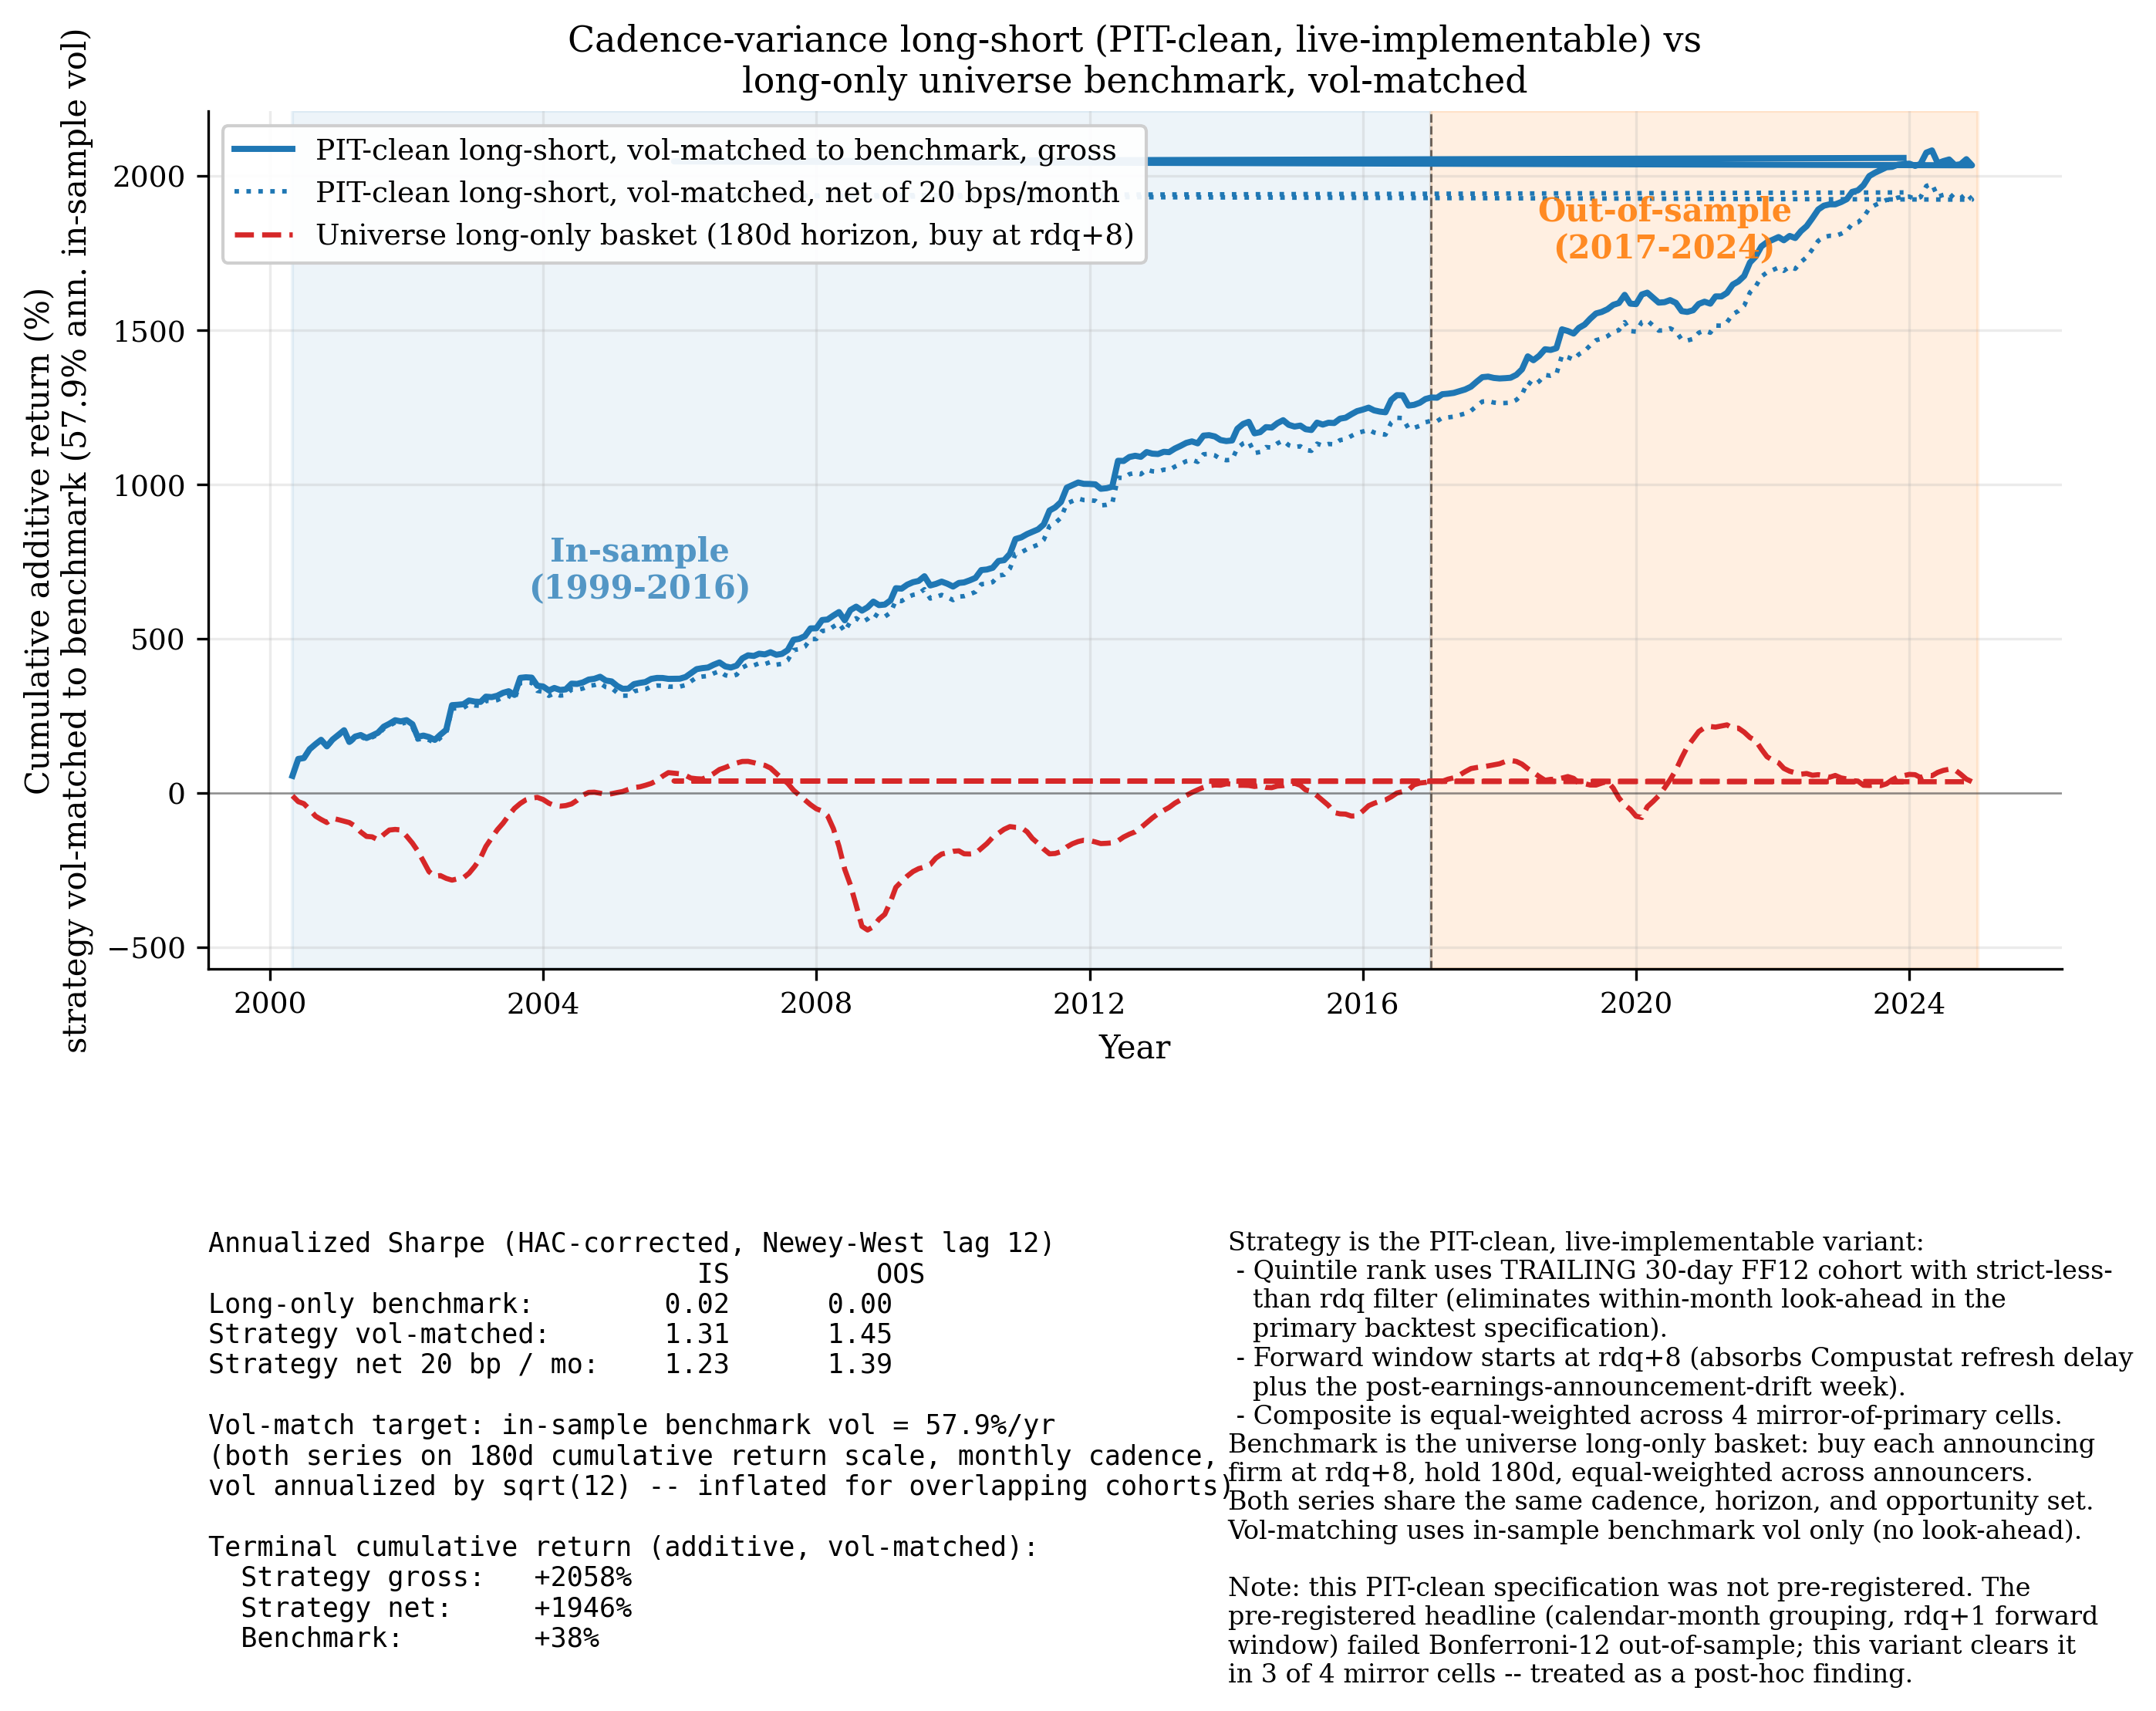 Cadence-variance long-short (PIT-clean, live-implementable) vs
long-only universe benchmark, vol-matched
Cumulative additive return (%)
strategy vol-matched to benchmark (57.9% ann. in-sample vol)
PIT-clean long-short, vol-matched to benchmark, gross
PIT-clean long-short, vol-matched, net of 20 bps/month
Universe long-only basket (180d horizon, buy at rdq+8)
Out-of-sample
(2017-2024)
In-sample
(1999-2016)
2000
1500
1000
500
0
−500
2000 2004 2008 2012 2016 2020 2024
Year
Annualized Sharpe (HAC-corrected, Newey-West lag 12)
IS OOS
Long-only benchmark: 0.02 0.00
Strategy vol-matched: 1.31 1.45
Strategy net 20 bp / mo: 1.23 1.39
Vol-match target: in-sample benchmark vol = 57.9%/yr
(both series on 180d cumulative return scale, monthly cadence,
vol annualized by sqrt(12) -- inflated for overlapping cohorts)
Terminal cumulative return (additive, vol-matched):
Strategy gross: +2058%
Strategy net: +1946%
Benchmark: +38%
Strategy is the PIT-clean, live-implementable variant:
- Quintile rank uses TRAILING 30-day FF12 cohort with strict-less-
than rdq filter (eliminates within-month look-ahead in the
primary backtest specification).
- Forward window starts at rdq+8 (absorbs Compustat refresh delay
plus the post-earnings-announcement-drift week).
- Composite is equal-weighted across 4 mirror-of-primary cells.
Benchmark is the universe long-only basket: buy each announcing
firm at rdq+8, hold 180d, equal-weighted across announcers.
Both series share the same cadence, horizon, and opportunity set.
Vol-matching uses in-sample benchmark vol only (no look-ahead).
Note: this PIT-clean specification was not pre-registered. The
pre-registered headline (calendar-month grouping, rdq+1 forward
window) failed Bonferroni-12 out-of-sample; this variant clears it
in 3 of 4 mirror cells -- treated as a post-hoc finding.